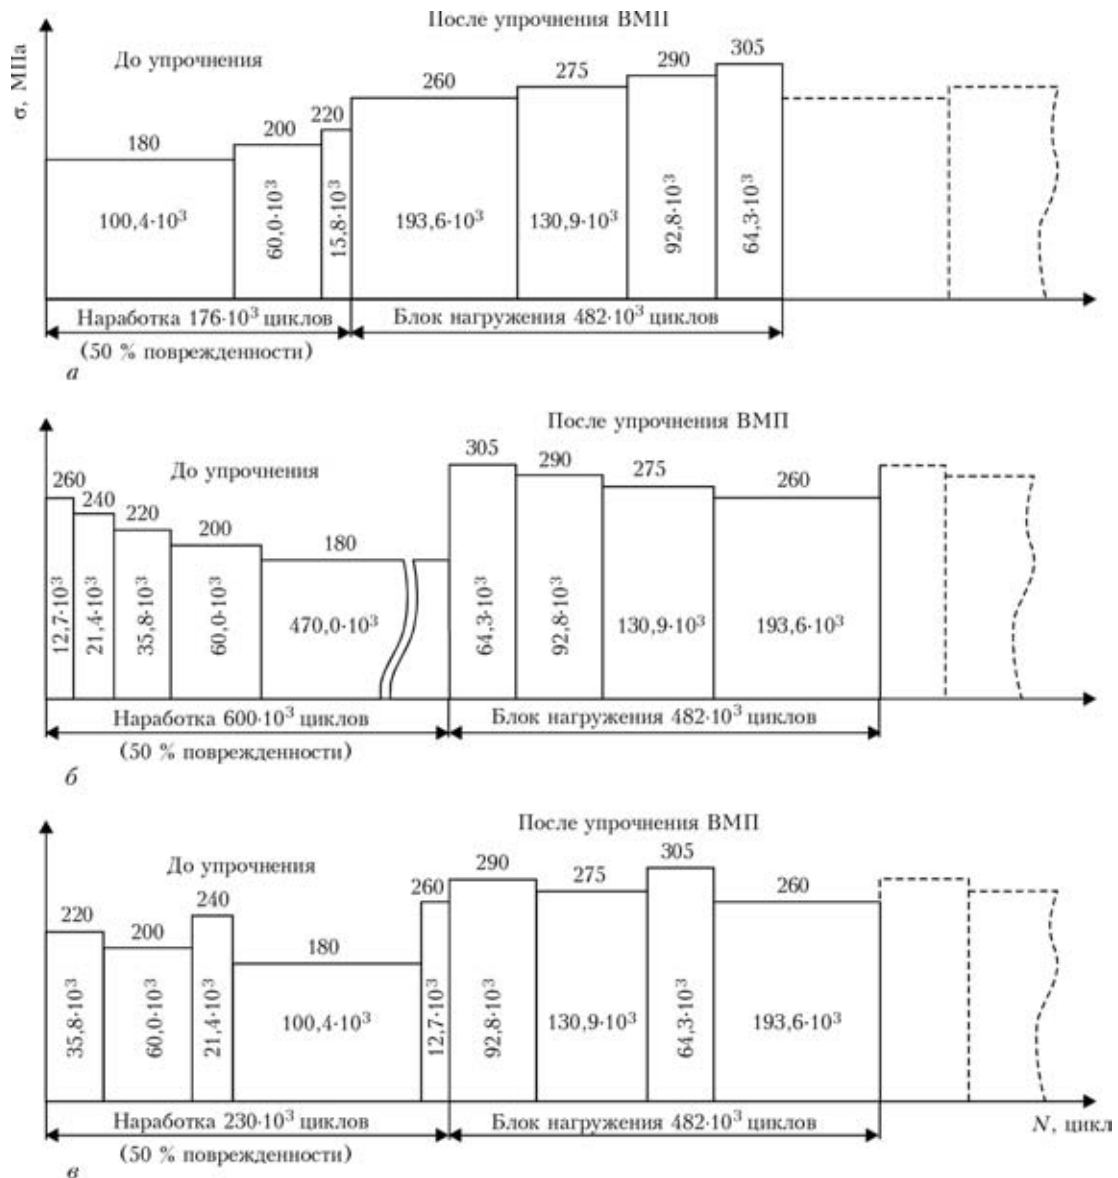 После упрочнения ВМП
До упрочнения
σ, МПа
180
200
220
260
275
290
305
100,4·10³
60,0·10³
15,8·10³
193,6·10³
130,9·10³
92,8·10³
64,3·10³
Наработка 176·10³ циклов
(50 % поврежденности)
Блок нагружения 482·10³ циклов
а
После упрочнения ВМП
До упрочнения
260
240
220
200
180
305
290
275
260
12,7·10³
21,4·10³
35,8·10³
60,0·10³
470,0·10³
64,3·10³
92,8·10³
130,9·10³
193,6·10³
Наработка 600·10³ циклов
(50 % поврежденности)
Блок нагружения 482·10³ циклов
б
После упрочнения ВМП
До упрочнения
220
200
240
180
260
290
275
305
260
35,8·10³
60,0·10³
21,4·10³
100,4·10³
12,7·10³
92,8·10³
130,9·10³
64,3·10³
193,6·10³
Наработка 230·10³ циклов
(50 % поврежденности)
Блок нагружения 482·10³ циклов
N, цикл
в